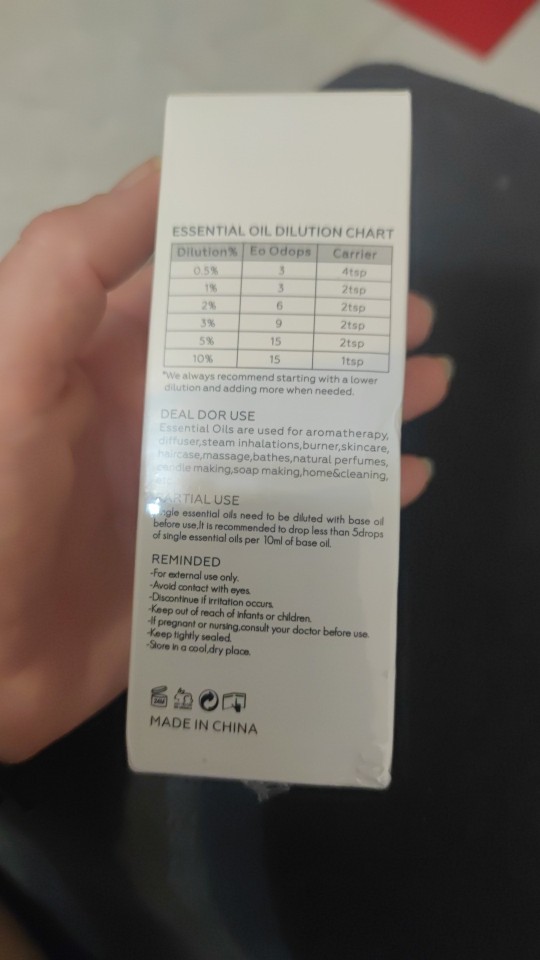 ESSENTIAL OIL DILUTION CHART
Dilution% Eo Odops Carrier
0.5% 3 4tsp
1% 3 2tsp
2% 6 2tsp
3% 9 2tsp
5% 15 2tsp
10% 15 1tsp
*We always recommend starting with a lower
dilution and adding more when needed.
DEAL DOR USE
Essential Oils are used for aromatherapy,
diffuser,steam inhalations,burner,skincare,
haircase,massage,bathes,natural perfumes,
candle making,soap making,home&cleaning,
USE
essential oils need to be diluted with base oil
before use,It is recommended to drop less than 5drops
of single essential oils per 10ml of base oil.
REMINDED
-For external use only.
-Avoid contact with eyes.
-Discontinue if irritation occurs.
-Keep out of reach of infants or children.
-If pregnant or nursing,consult your doctor before use.
-Keep tightly sealed.
-Store in a cool,dry place.
MADE IN CHINA